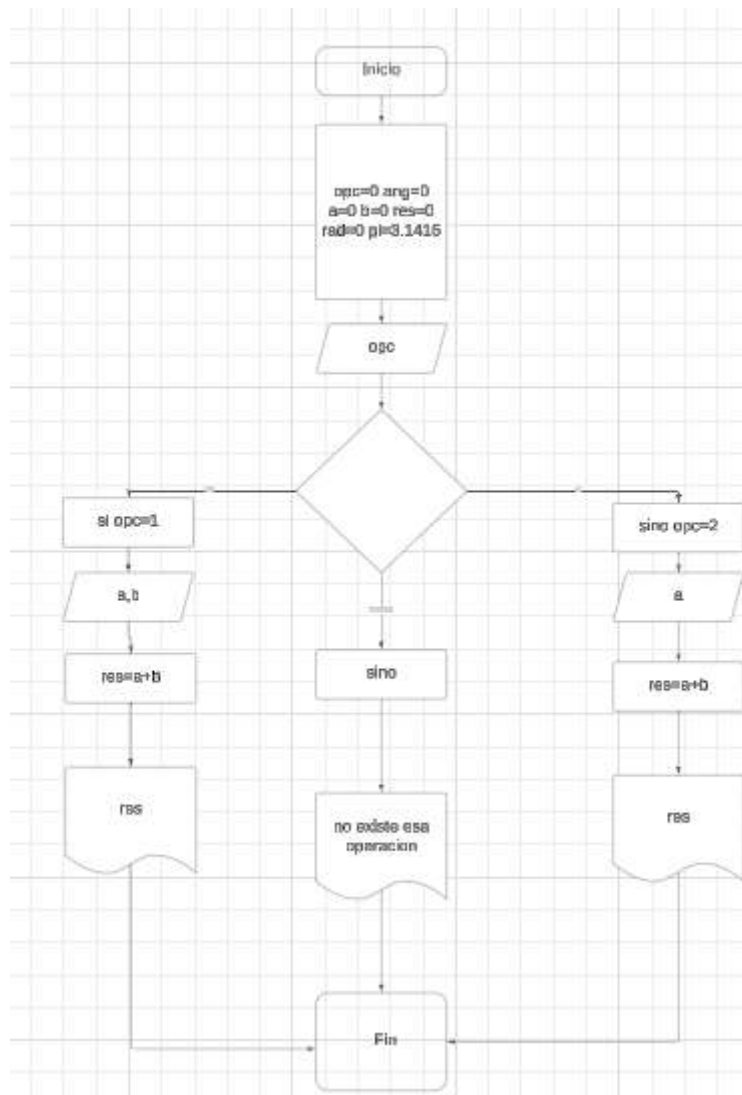 Inicio
opc=0 ang=0
a=0 b=0 res=0
rad=0 pi=3.1416
opc
si opc=1
sino opc=2
a,b
a
res=a+b
sino
res=a+b
res
no existe esa
operacion
res
Fin